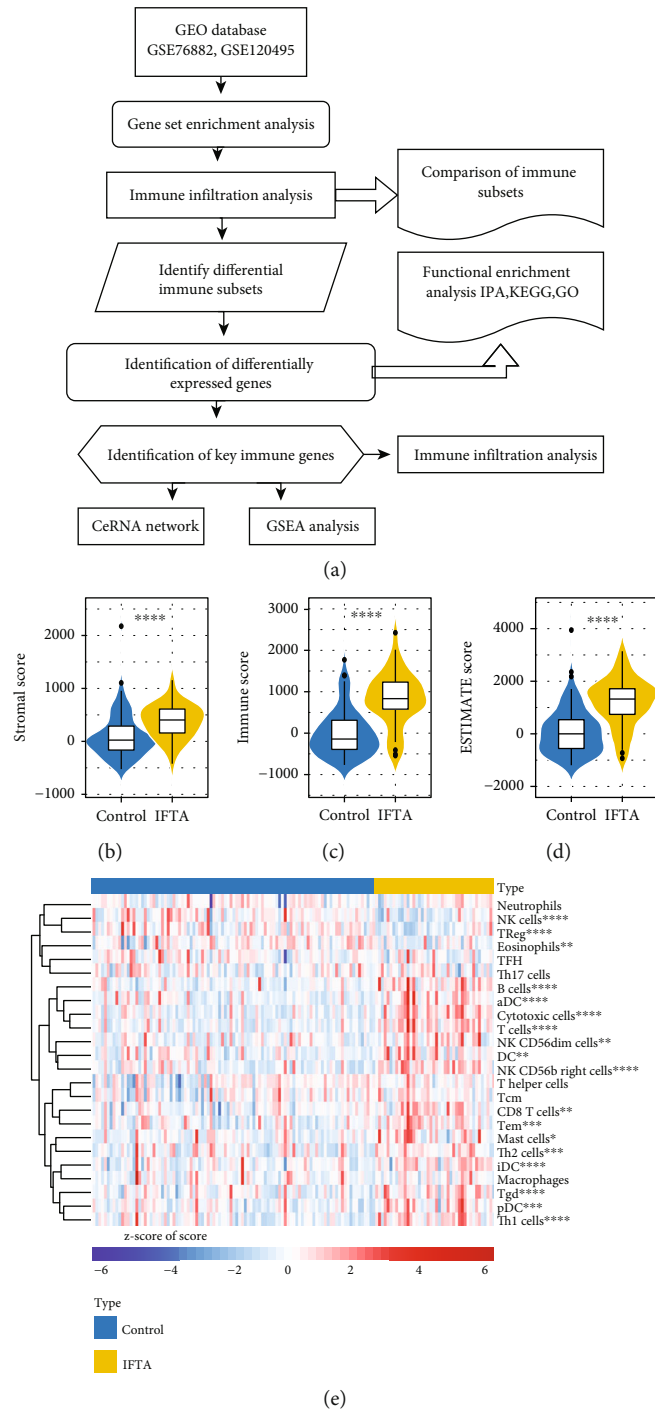 GEO database
GSE76882, GSE120495
Gene set enrichment analysis
Immune infiltration analysis
Comparison of immune
subsets
Identify differential
immune subsets
Functional enrichment
analysis IPA,KEGG,GO
Identification of differentially
expressed genes
Identification of key immune genes
Immune infiltration analysis
CeRNA network
GSEA analysis
(a)
Stromal score
2000
1000
0
−1000
****
Control IFTA
(b)
Immune score
3000
2000
1000
0
−1000
****
Control IFTA
(c)
ESTIMATE score
4000
2000
0
−2000
****
Control IFTA
(d)
Type
Neutrophils
NK cells****
TReg****
Eosinophils**
TFH
Th17 cells
B cells****
aDC****
Cytotoxic cells****
T cells****
NK CD56dim cells**
DC**
NK CD56b right cells****
T helper cells
Tcm
CD8 T cells**
Tem***
Mast cells*
Th2 cells***
iDC****
Macrophages
Tgd****
pDC***
Th1 cells****
z-score of score
−6 −4 −2 0 2 4 6
Type
Control
IFTA
(e)